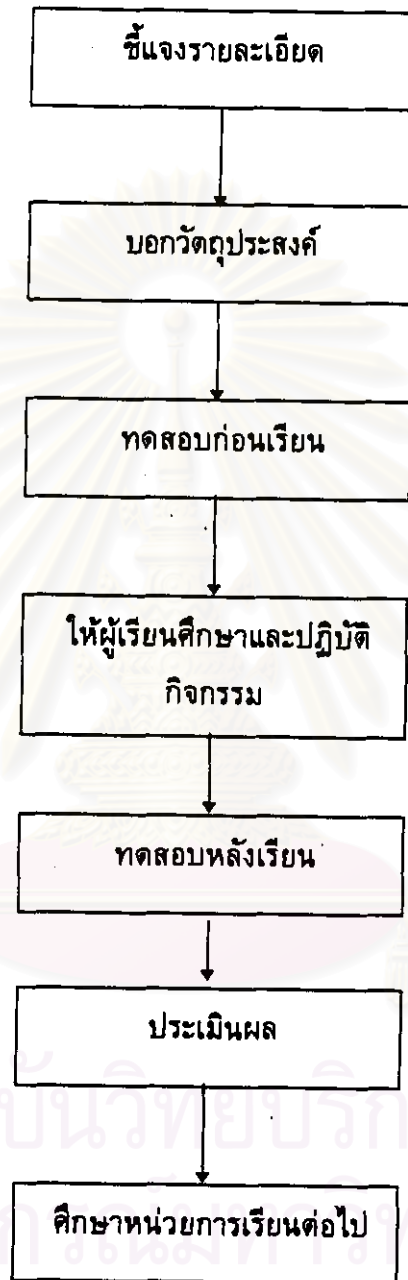 ชี้แจงรายละเอียด
บอกวัตถุประสงค์
ทดสอบก่อนเรียน
ให้ผู้เรียนศึกษาและปฏิบัติ
กิจกรรม
ทดสอบหลังเรียน
ประเมินผล
ศึกษาหน่วยการเรียนต่อไป